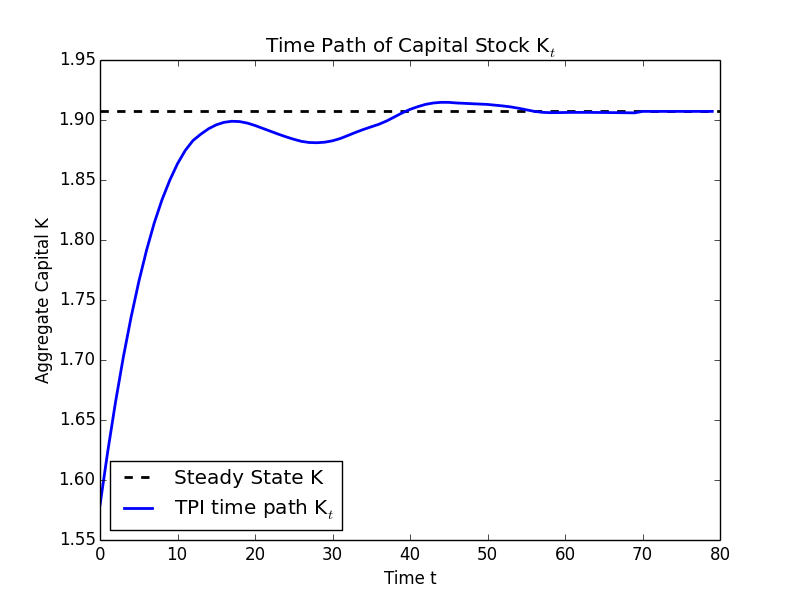 Time Path of Capital Stock Kₜ
1.95
1.90
1.85
1.80
1.75
1.70
1.65
1.60
1.55
Aggregate Capital K
Steady State K
TPI time path Kₜ
0 10 20 30 40 50 60 70 80
Time t